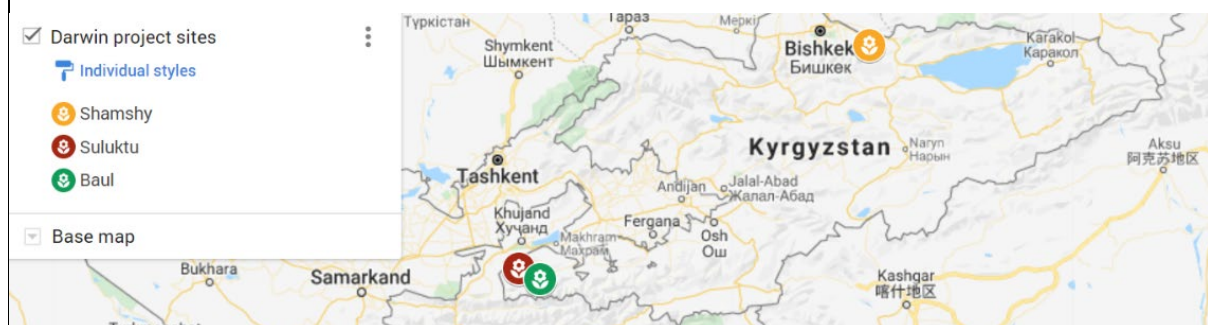 Darwin project sites
Individual styles
Shamshy
Suluktu
Baul
Base map
Түркістан
Shymkent
Шымкент
Тараз
Меркі
Bishkek
Бишкек
Karakol
Каракол
Kyrgyzstan
Naryn
Нарын
Aksu
阿克苏地区
Tashkent
Andijan
Jalal-Abad
Жалал-Абад
Khujand
Хуҷанд
Makhram
Махрам
Fergana
Osh
Ош
Bukhara
Samarkand
Kashgar
喀什地区